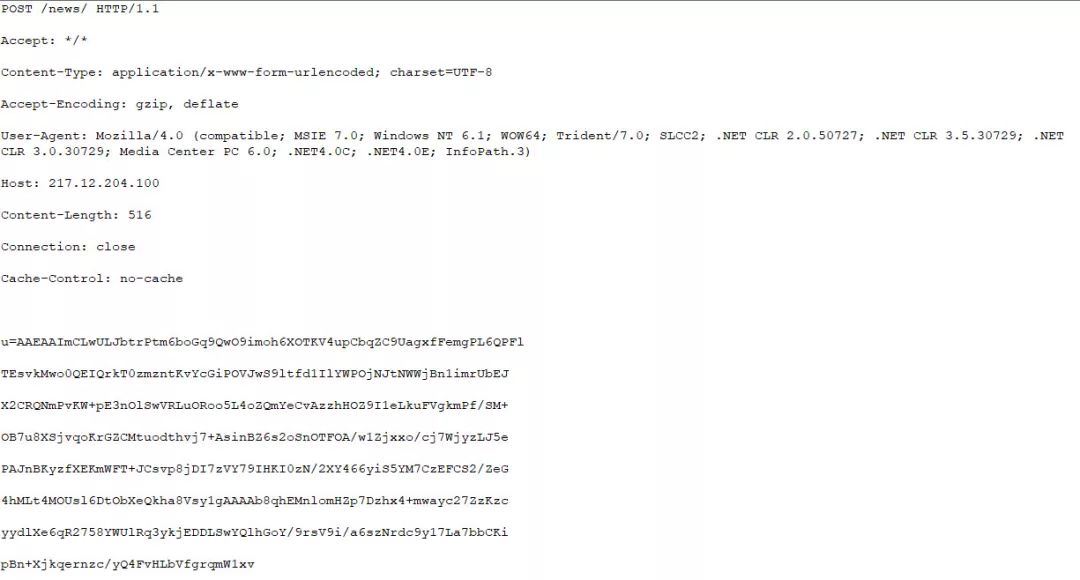 POST /news/ HTTP/1.1
Accept: */*
Content-Type: application/x-www-form-urlencoded; charset=UTF-8
Accept-Encoding: gzip, deflate
User-Agent: Mozilla/4.0 (compatible; MSIE 7.0; Windows NT 6.1; WOW64; Trident/7.0; SLCC2; .NET CLR 2.0.50727; .NET CLR 3.5.30729; .NET
CLR 3.0.30729; Media Center PC 6.0; .NET4.0C; .NET4.0E; InfoPath.3)
Host: 217.12.204.100
Content-Length: 516
Connection: close
Cache-Control: no-cache
u=AAEAAImCLwULJbtrPtm6boGq9QwO9imoh6XOTKV4upCbqZC9UagxfFemgPL6QPFl
TEsvkMwo0QEIQrkT0zmzntKvYcGiPOVJwS9ltfd1IlYWPOjNJtNWWjBn1imrUbEJ
X2CRQNmPvKW+pE3nOlSwVRLuORoo5L4oZQmYeCvAzzhHOZ9I1eLkuFVgkmPf/SM+
OB7u8XSjvqoKrGZCMtuodthvj7+AsinBZ6s2oSnOTFOA/w1Zjxxo/cj7WjyzLJ5e
PAJnBKyzfXEKmWFT+JCsvp8jDI7zVY79IHKI0zN/2XY466yiS5YM7CzEFCS2/ZeG
4hMLt4MOUsl6DtObXeQkha8Vsy1gAAAAb8qhEMnlomHZp7Dzhx4+mwayc27ZzKzc
yydlXe6qR2758YWUlRq3ykjEDDLSwYQlhGoY/9rsV9i/a6szNrdc9y17La7bbCKi
pBn+Xjkqernzc/yQ4FvHLbVfgrqmW1xv